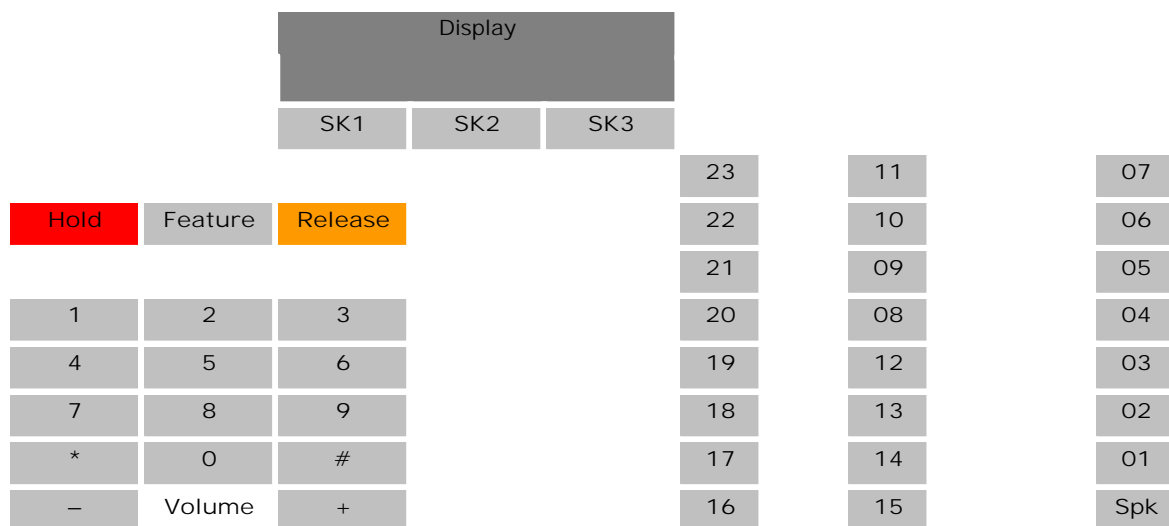 Display
SK1 SK2 SK3
23 11 07
Hold Feature Release 22 10 06
21 09 05
1 2 3 20 08 04
4 5 6 19 12 03
7 8 9 18 13 02
* 0 # 17 14 01
– Volume + 16 15 Spk